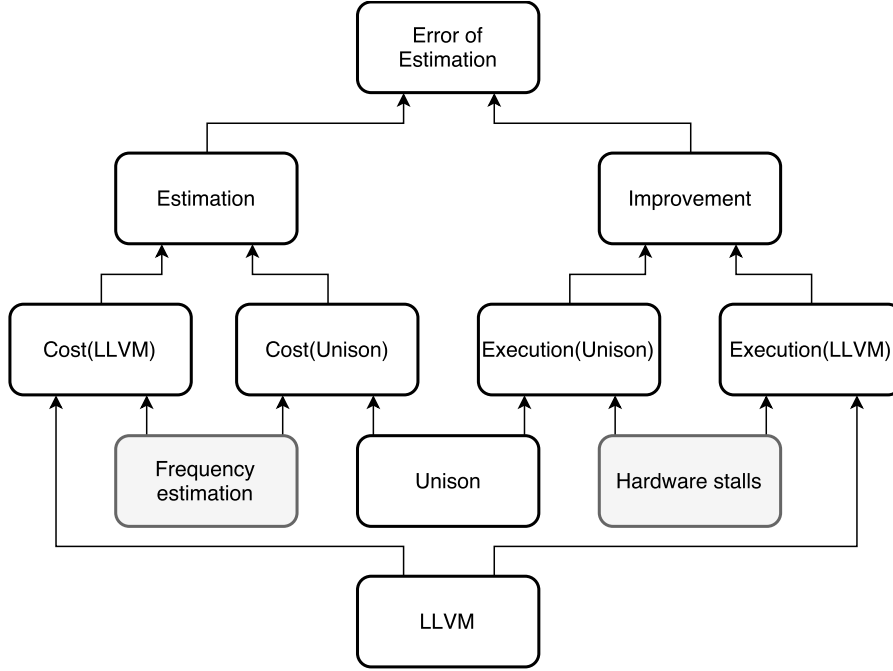 Error of
Estimation
Estimation
Improvement
Cost(LLVM)
Cost(Unison)
Execution(Unison)
Execution(LLVM)
Frequency
estimation
Unison
Hardware stalls
LLVM